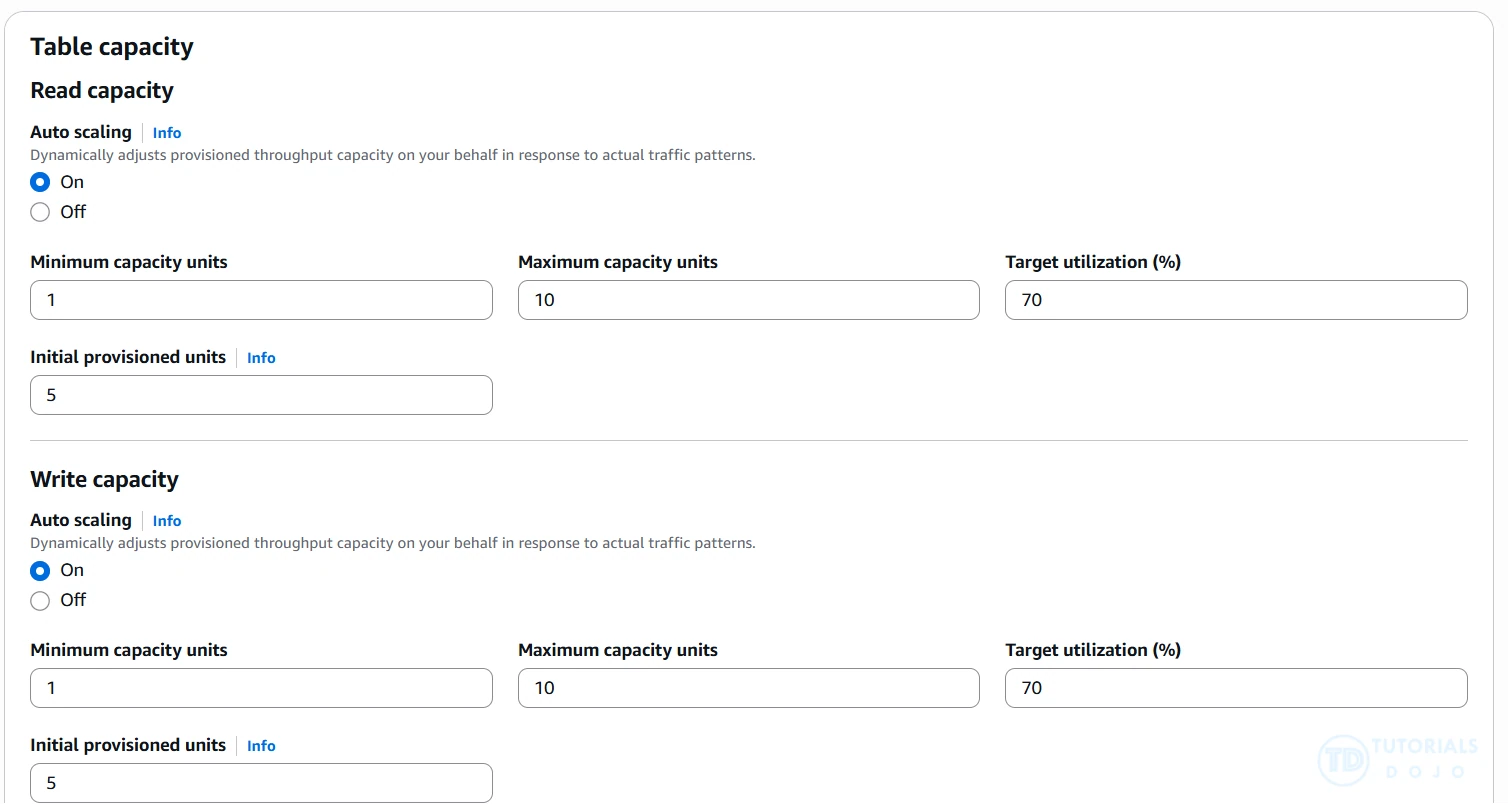 Table capacity
Read capacity
Auto scaling Info
Dynamically adjusts provisioned throughput capacity on your behalf in response to actual traffic patterns.
On
Off
Minimum capacity units Maximum capacity units Target utilization (%)
1 10 70
Initial provisioned units Info
5
Write capacity
Auto scaling Info
Dynamically adjusts provisioned throughput capacity on your behalf in response to actual traffic patterns.
On
Off
Minimum capacity units Maximum capacity units Target utilization (%)
1 10 70
Initial provisioned units Info
5
TD TUTORIALS
DOJO